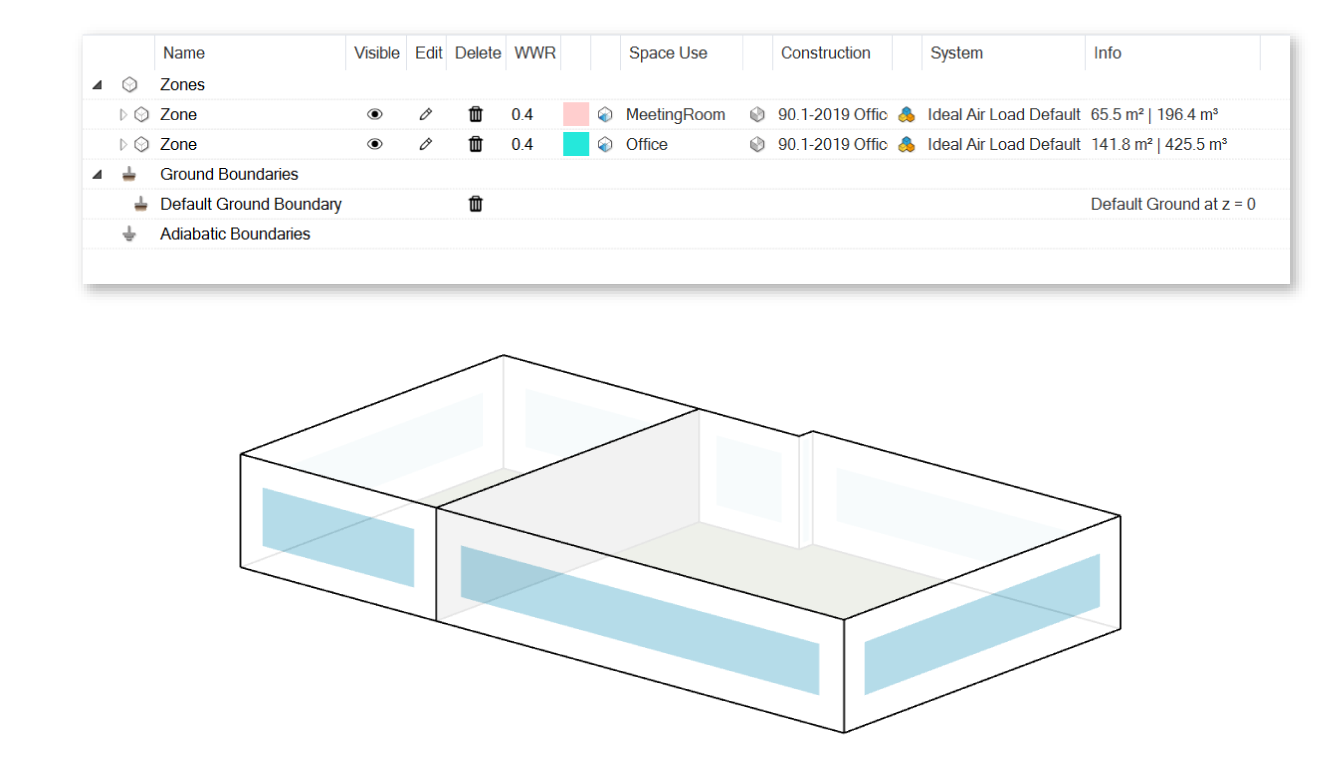 Name Visible Edit Delete WWR Space Use Construction System Info
Zones
Zone 0.4 MeetingRoom 90.1-2019 Offic Ideal Air Load Default 65.5 m² | 196.4 m³
Zone 0.4 Office 90.1-2019 Offic Ideal Air Load Default 141.8 m² | 425.5 m³
Ground Boundaries
Default Ground Boundary Default Ground at z = 0
Adiabatic Boundaries